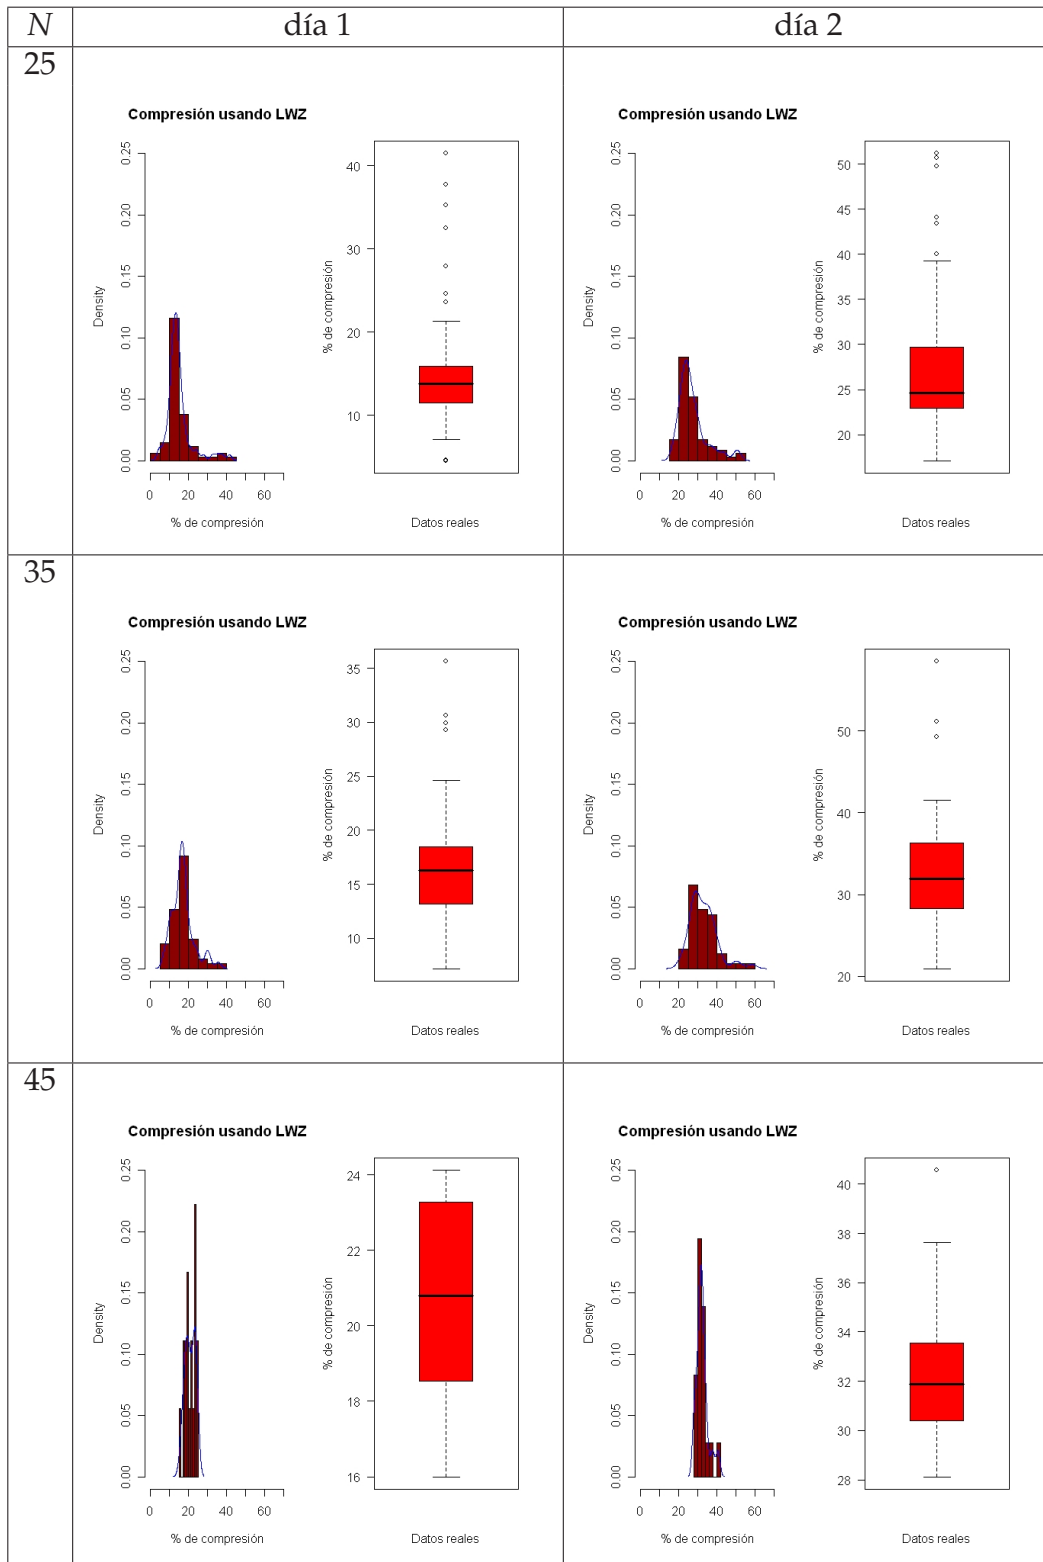 N día 1 día 2
25
Compresión usando LWZ
Density
0.00 0.05 0.10 0.15 0.20 0.25
0 20 40 60
% de compresión
% de compresión
10 20 30 40
Datos reales
Compresión usando LWZ
Density
0.00 0.05 0.10 0.15 0.20 0.25
0 20 40 60
% de compresión
% de compresión
20 25 30 35 40 45 50
Datos reales
35
Compresión usando LWZ
Density
0.00 0.05 0.10 0.15 0.20 0.25
0 20 40 60
% de compresión
% de compresión
10 15 20 25 30 35
Datos reales
Compresión usando LWZ
Density
0.00 0.05 0.10 0.15 0.20 0.25
0 20 40 60
% de compresión
% de compresión
20 30 40 50
Datos reales
45
Compresión usando LWZ
Density
0.00 0.05 0.10 0.15 0.20 0.25
0 20 40 60
% de compresión
% de compresión
16 18 20 22 24
Datos reales
Compresión usando LWZ
Density
0.00 0.05 0.10 0.15 0.20 0.25
0 20 40 60
% de compresión
% de compresión
28 30 32 34 36 38 40
Datos reales